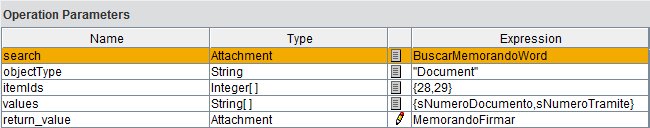 Operation Parameters
Name Type Expression
search Attachment BuscarMemorandoWord
objectType String "Document"
itemIds Integer[ ] {28,29}
values String[ ] {sNumeroDocumento,sNumeroTramite}
return_value Attachment MemorandoFirmar